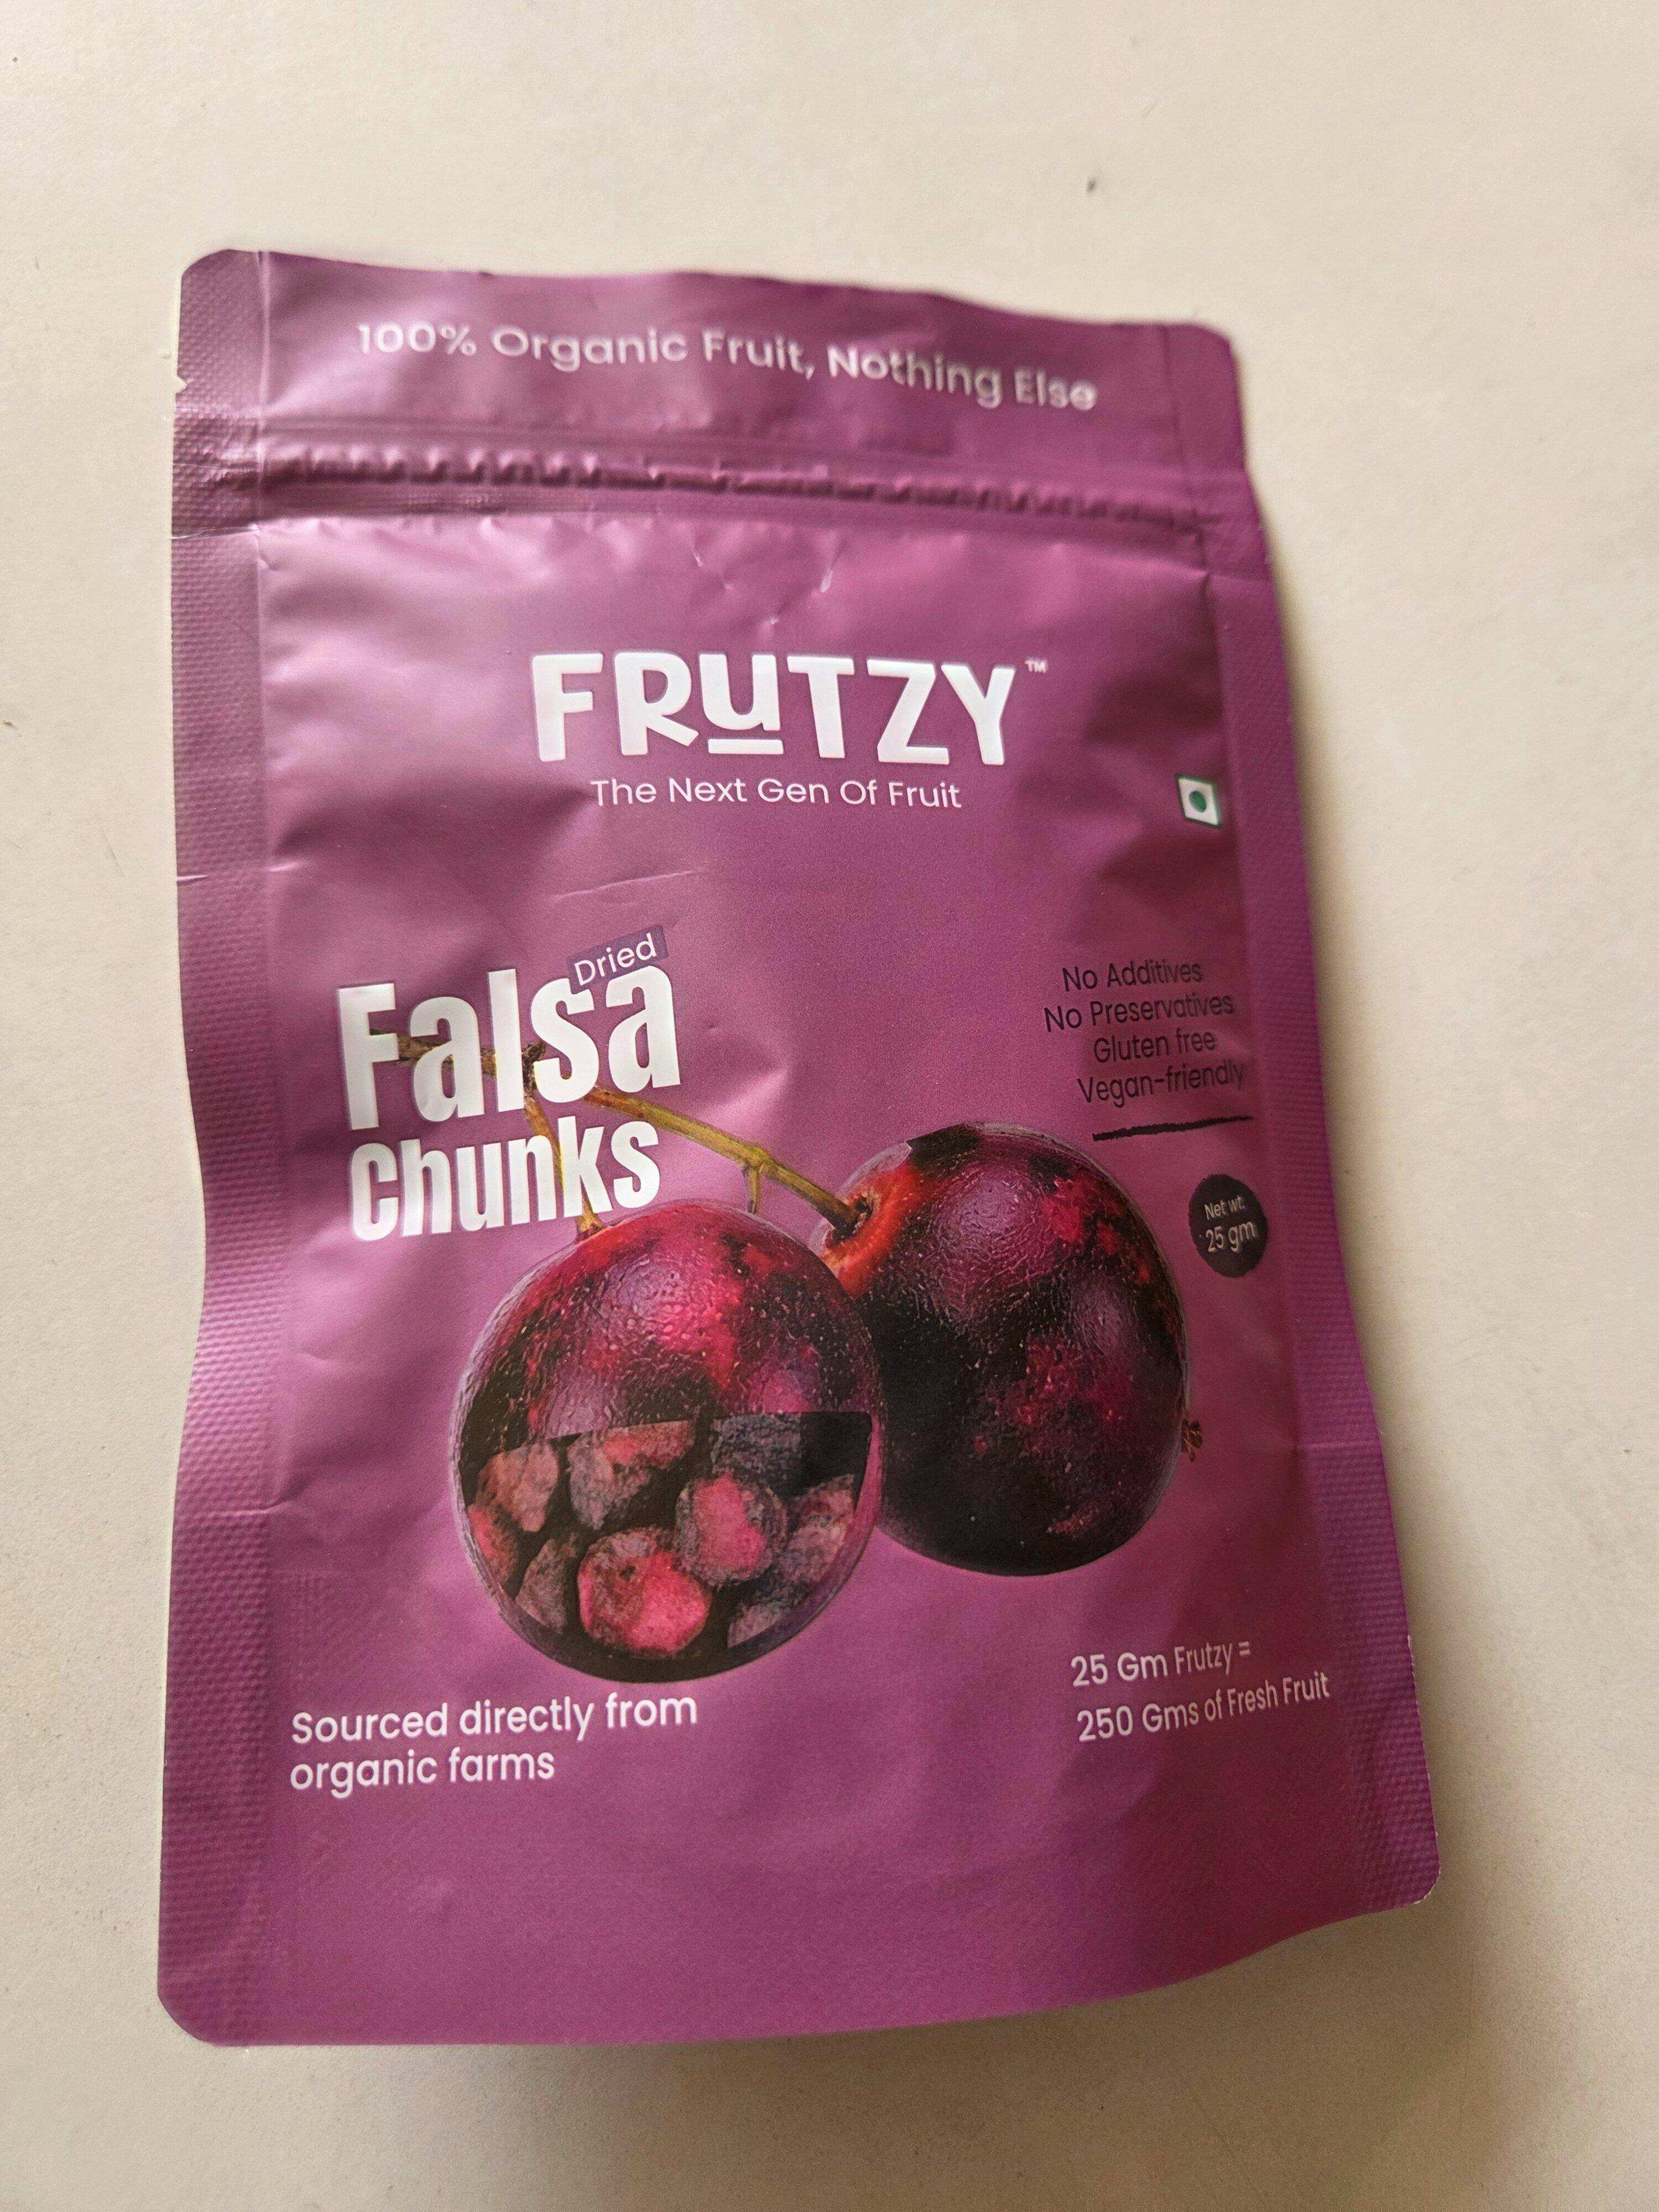 100% Organic Fruit, Nothing Else
FRUTZY™
The Next Gen Of Fruit
Dried
Falsa
Chunks
No Additives
No Preservatives
Gluten free
Vegan-friendly
Net wt:
25 gm
25 Gm Frutzy =
250 Gms of Fresh Fruit
Sourced directly from
organic farms